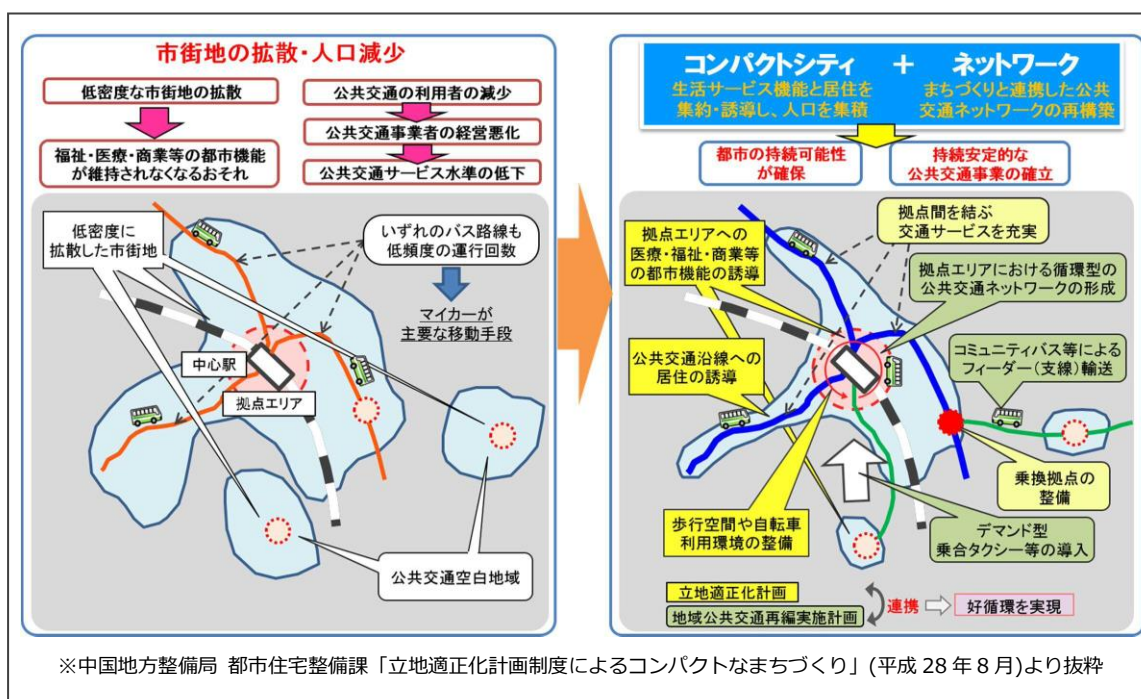 市街地の拡散・人口減少
低密度な市街地の拡散
福祉・医療・商業等の都市機能
が維持されなくなるおそれ
公共交通の利用者の減少
公共交通事業者の経営悪化
公共交通サービス水準の低下
低密度に
拡散した市街地
いずれのバス路線も
低頻度の運行回数
マイカーが
主要な移動手段
中心駅
拠点エリア
公共交通空白地域
コンパクトシティ + ネットワーク
生活サービス機能と居住を
集約・誘導し、人口を集積
まちづくりと連携した公共
交通ネットワークの再構築
都市の持続可能性
が確保
持続安定的な
公共交通事業の確立
拠点エリアへの
医療・福祉・商業等
の都市機能の誘導
拠点間を結ぶ
交通サービスを充実
拠点エリアにおける循環型の
公共交通ネットワークの形成
公共交通沿線への
居住の誘導
コミュニティバス等による
フィーダー(支線)輸送
乗換拠点の
整備
歩行空間や自転車
利用環境の整備
デマンド型
乗合タクシー等の導入
立地適正化計画
地域公共交通再編実施計画
連携
好循環を実現
※中国地方整備局 都市住宅整備課「立地適正化計画制度によるコンパクトなまちづくり」(平成 28 年 8 月)より抜粋